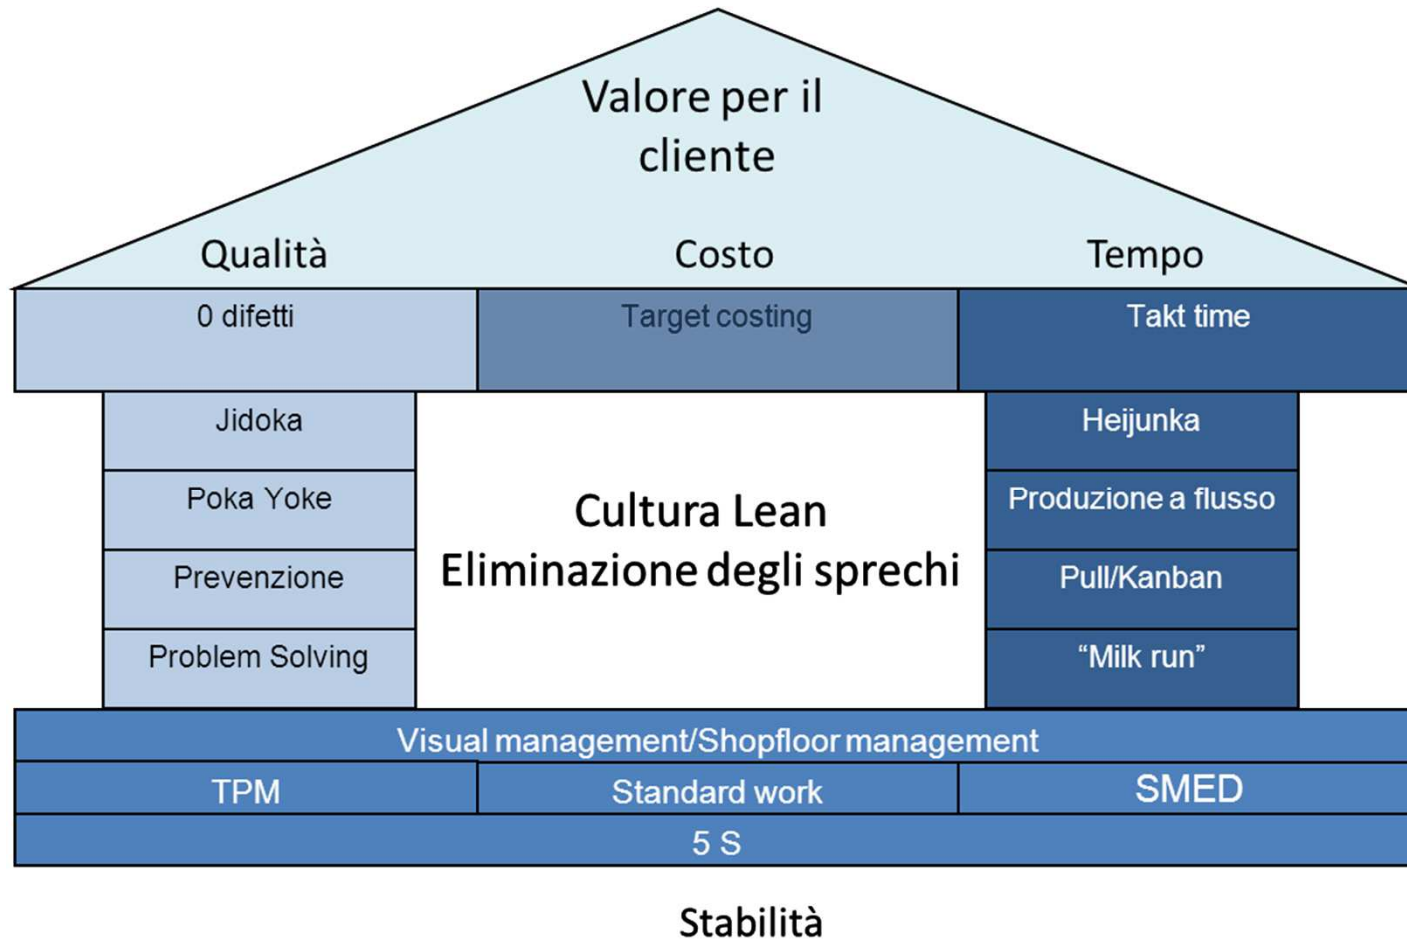 Valore per il
cliente
Qualità
Costo
Tempo
0 difetti
Target costing
Takt time
Jidoka
Heijunka
Poka Yoke
Produzione a flusso
Cultura Lean
Eliminazione degli sprechi
Prevenzione
Pull/Kanban
Problem Solving
“Milk run”
Visual management/Shopfloor management
TPM
Standard work
SMED
5 S
Stabilità